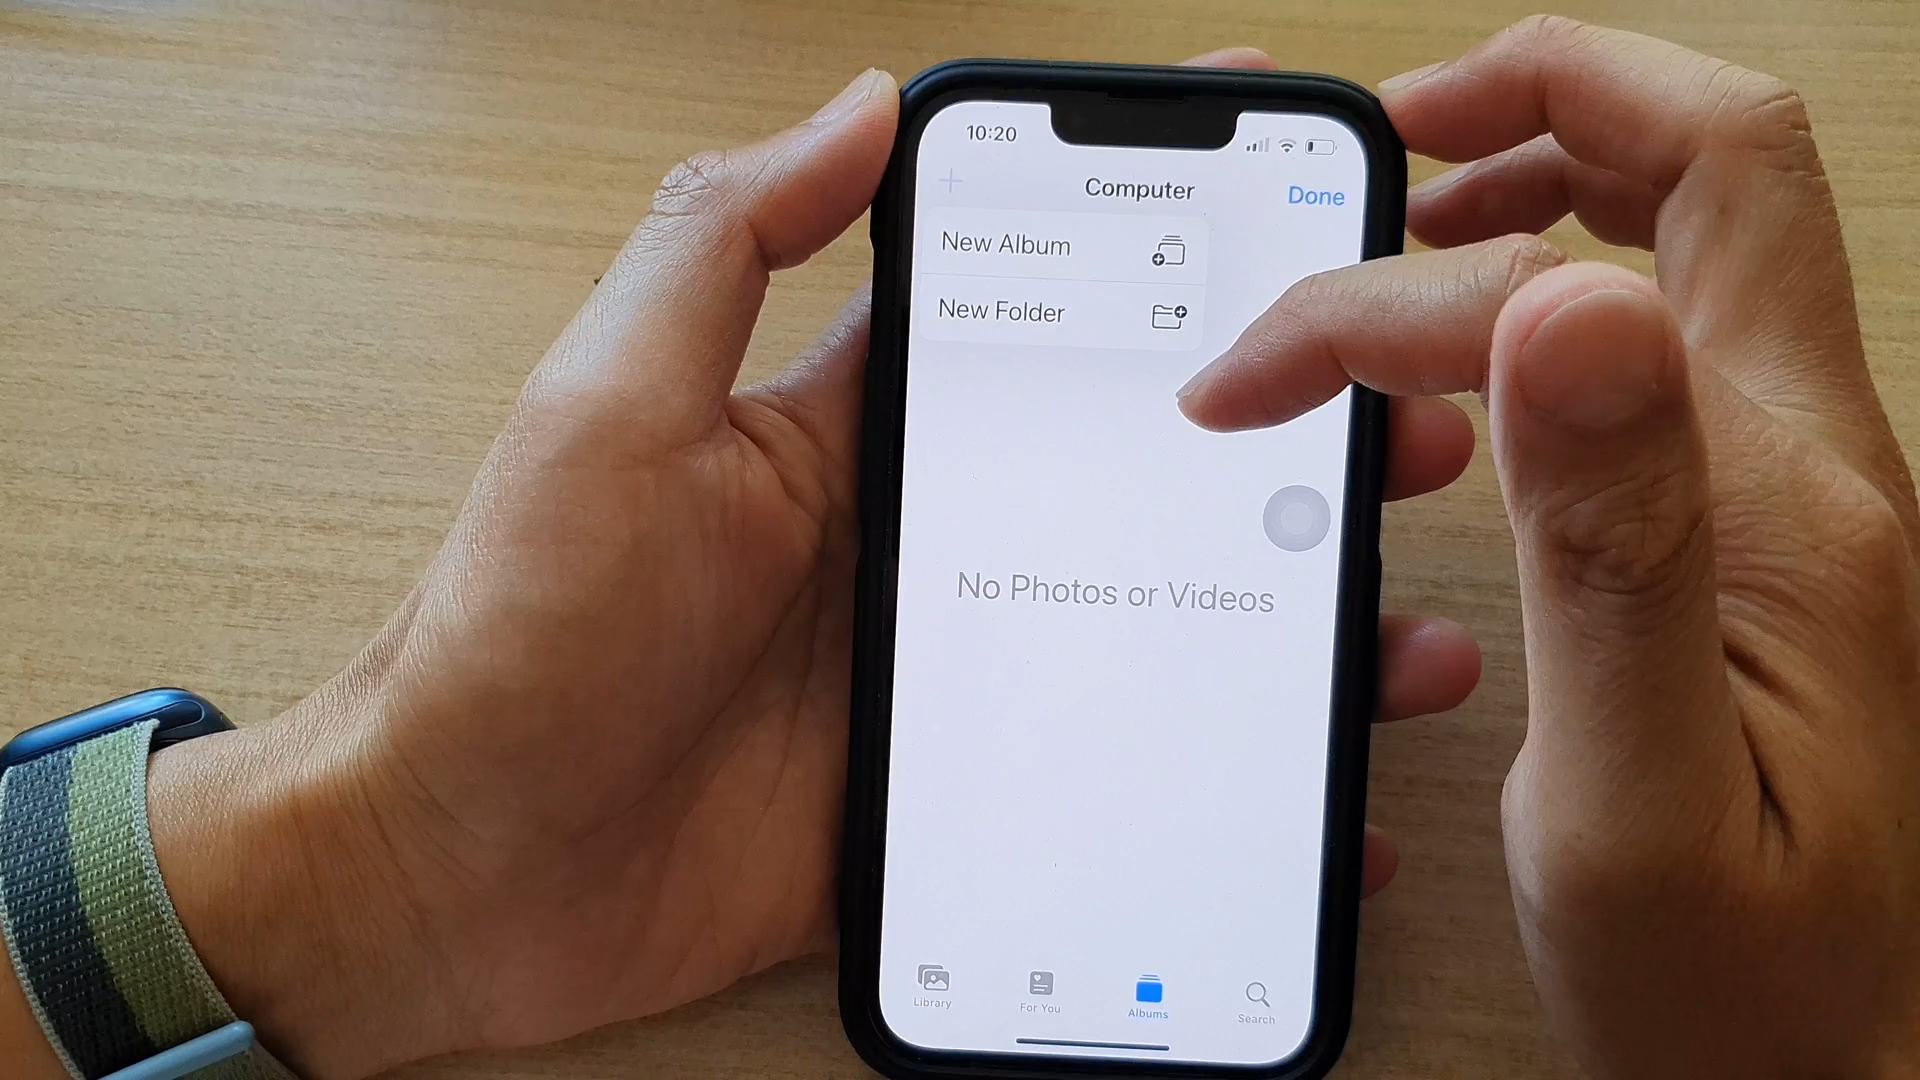 10:20
Computer
Done
New Album
New Folder
No Photos or Videos
Library
For You
Albums
Search